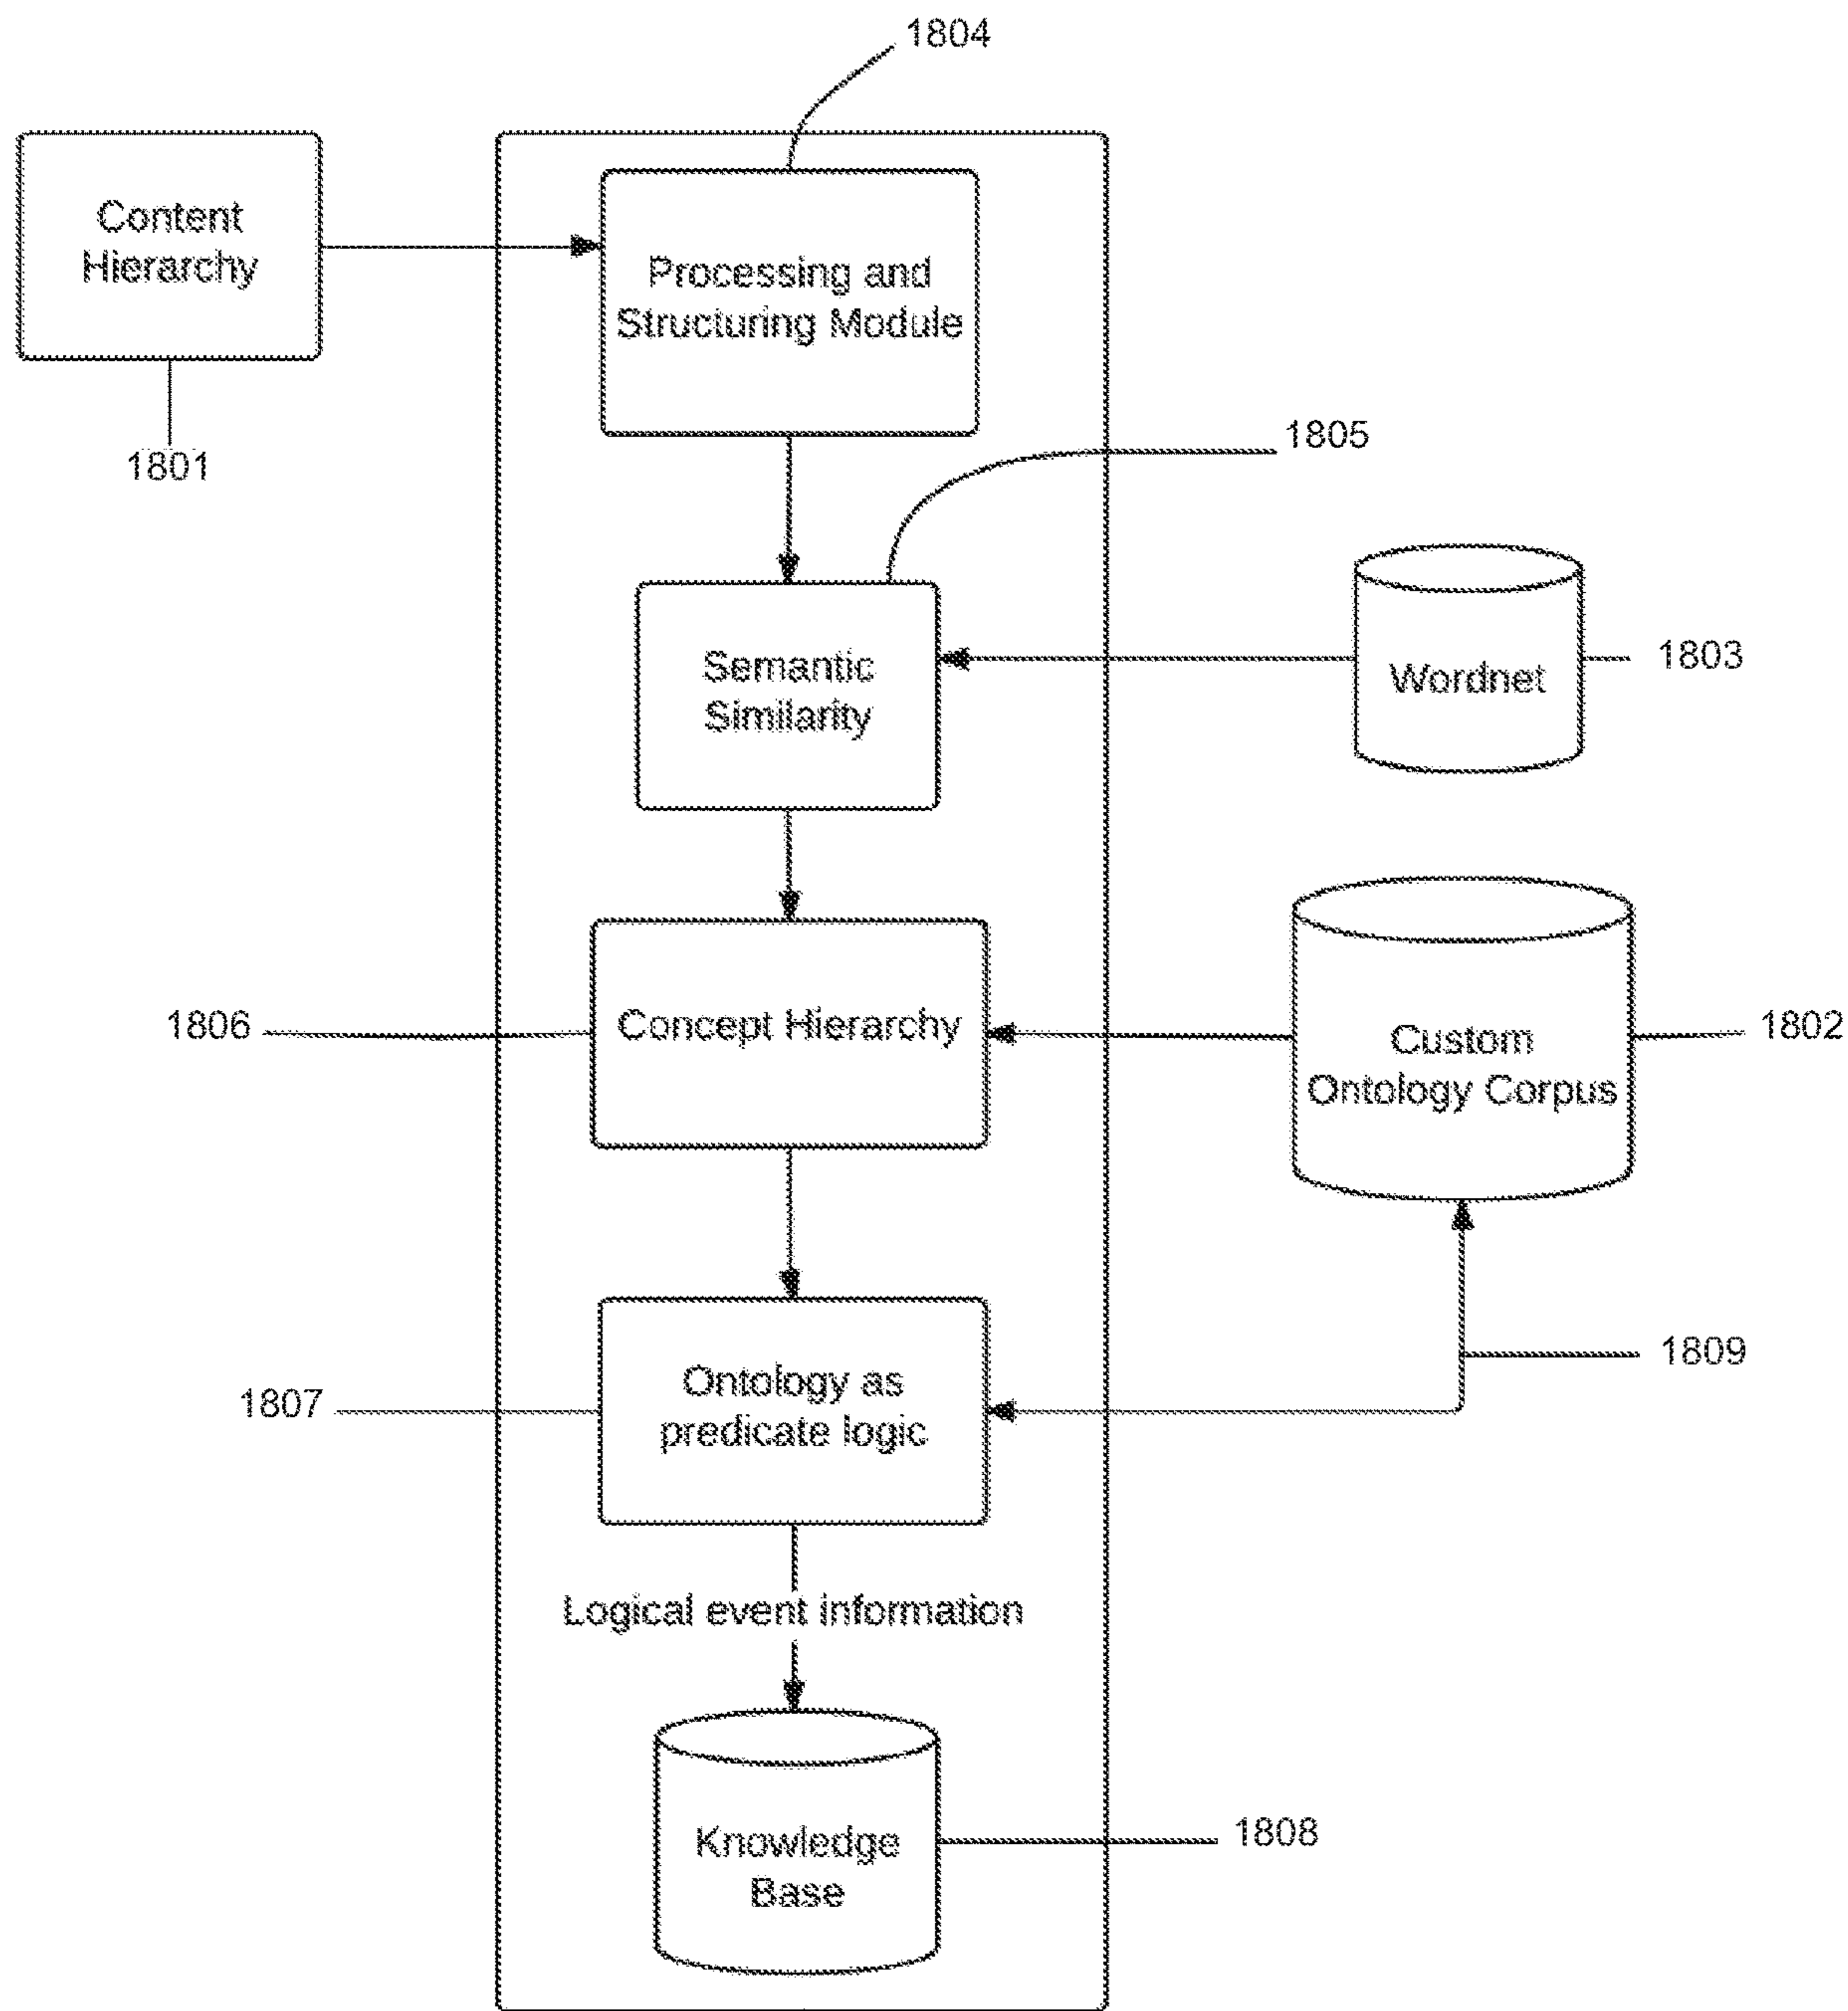 1804
Content
Hierarchy
Processing and
Structuring Module
1801
1805
Semantic
Similarity
Wordnet
1803
1806
Concept Hierarchy
Custom
Ontology Corpus
1802
1807
Ontology as
predicate logic
1809
Logical event information
Knowledge
Base
1808